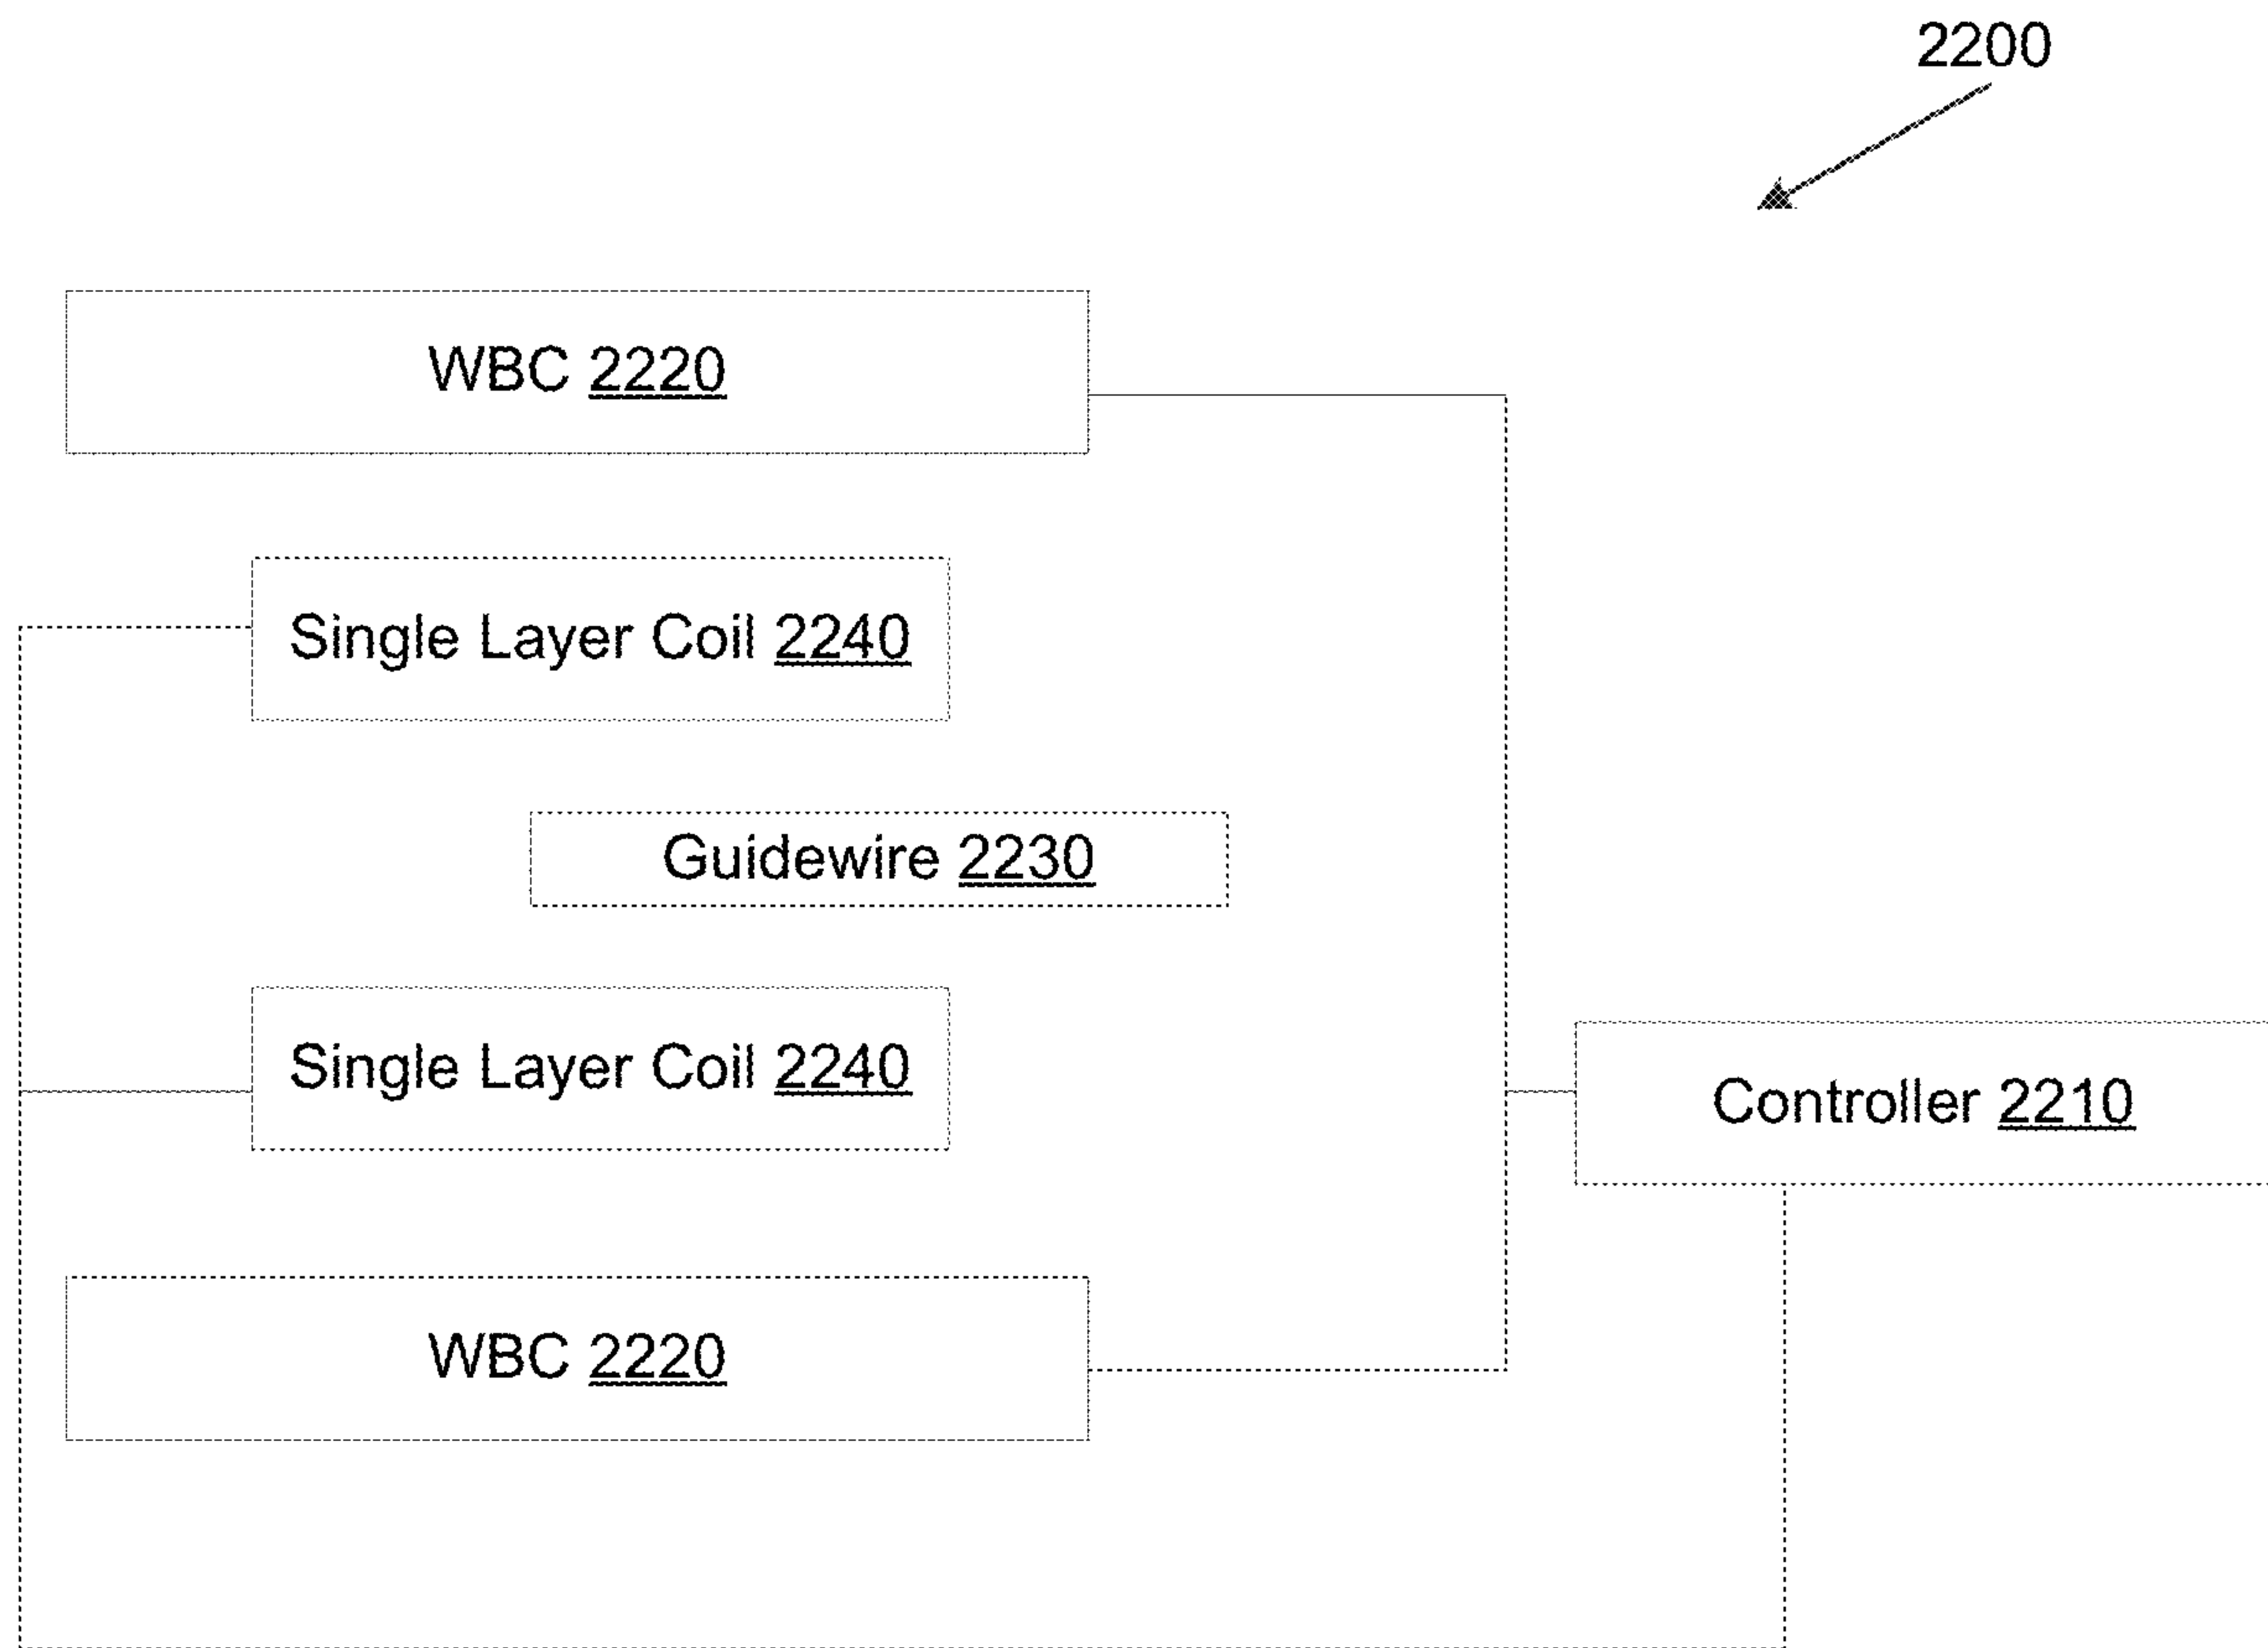 2200
WBC 2220
Single Layer Coil 2240
Guidewire 2230
Single Layer Coil 2240
Controller 2210
WBC 2220